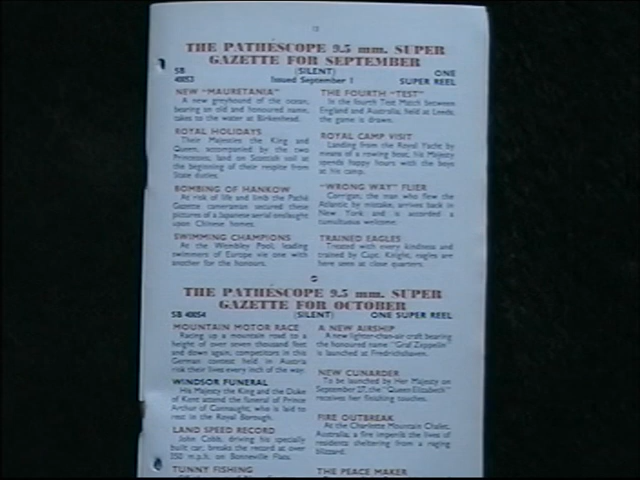 13
THE PATHESCOPE 9.5 mm. SUPER
GAZETTE FOR SEPTEMBER
SB
40053
(SILENT)
Issued September 1
ONE
SUPER REEL
NEW "MAURETANIA"
A new greyhound of the ocean,
bearing an old and honoured name,
takes to the water at Birkenhead.
ROYAL HOLIDAYS
Their Majesties the King and
Queen, accompanied by the two
Princesses, land on Scottish soil at
the beginning of their respite from
State duties.
BOMBING OF HANKOW
At risk of life and limb the Pathé
Gazette cameraman secured these
pictures of a Japanese aerial onslaught
upon Chinese homes.
SWIMMING CHAMPIONS
At the Wembley Pool, leading
swimmers of Europe vie one with
another for the honours.
THE FOURTH "TEST"
In the fourth Test Match between
England and Australia, held at Leeds,
the game is drawn.
ROYAL CAMP VISIT
Landing from the Royal Yacht by
means of a rowing boat, his Majesty
spends happy hours with the boys
at his camp.
"WRONG WAY" FLIER
Corrigan, the man who flew the
Atlantic by mistake, arrives back in
New York and is accorded a
tumultuous welcome.
TRAINED EAGLES
Treated with every kindness and
trained by Capt. Knight, eagles are
here seen at close quarters.
THE PATHESCOPE 9.5 mm. SUPER
GAZETTE FOR OCTOBER
SB 40054
(SILENT)
ONE SUPER REEL
MOUNTAIN MOTOR RACE
Racing up a mountain road to a
height of over seven thousand feet
and down again, competitors in this
German contest held in Austria
risk their lives every inch of the way.
WINDSOR FUNERAL
His Majesty the King and the Duke
of Kent attend the funeral of Prince
Arthur of Connaught, who is laid to
rest in the Royal Borough.
LAND SPEED RECORD
John Cobb, driving his specially
built car, breaks the record at over
350 m.p.h. on Bonneville Flats.
TUNNY FISHING
A NEW AIRSHIP
A new lighter-than-air craft bearing
the honoured name "Graf Zeppelin"
is launched at Fredrichshaven.
NEW CUNARDER
To be launched by Her Majesty on
September 27, the "Queen Elizabeth"
receives her finishing touches.
FIRE OUTBREAK
At the Charlotte Mountain Chalet,
Australia, a fire imperils the lives of
residents sheltering from a raging
blizzard.
THE PEACE MAKER